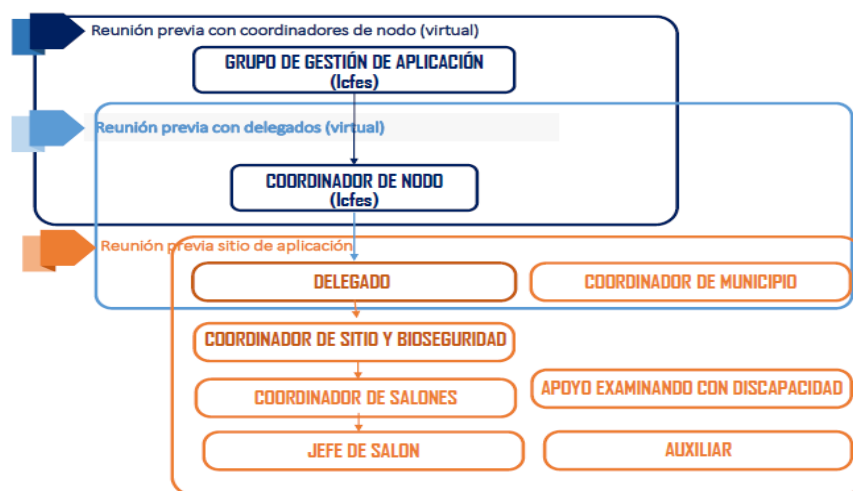 Reunión previa con coordinadores de nodo (virtual)
GRUPO DE GESTIÓN DE APLICACIÓN
(Icfes)
Reunión previa con delegados (virtual)
COORDINADOR DE NODO
(Icfes)
Reunión previa sitio de aplicación
DELEGADO
COORDINADOR DE MUNICIPIO
COORDINADOR DE SITIO Y BIOSEGURIDAD
COORDINADOR DE SALONES
APOYO EXAMINANDO CON DISCAPACIDAD
JEFE DE SALON
AUXILIAR